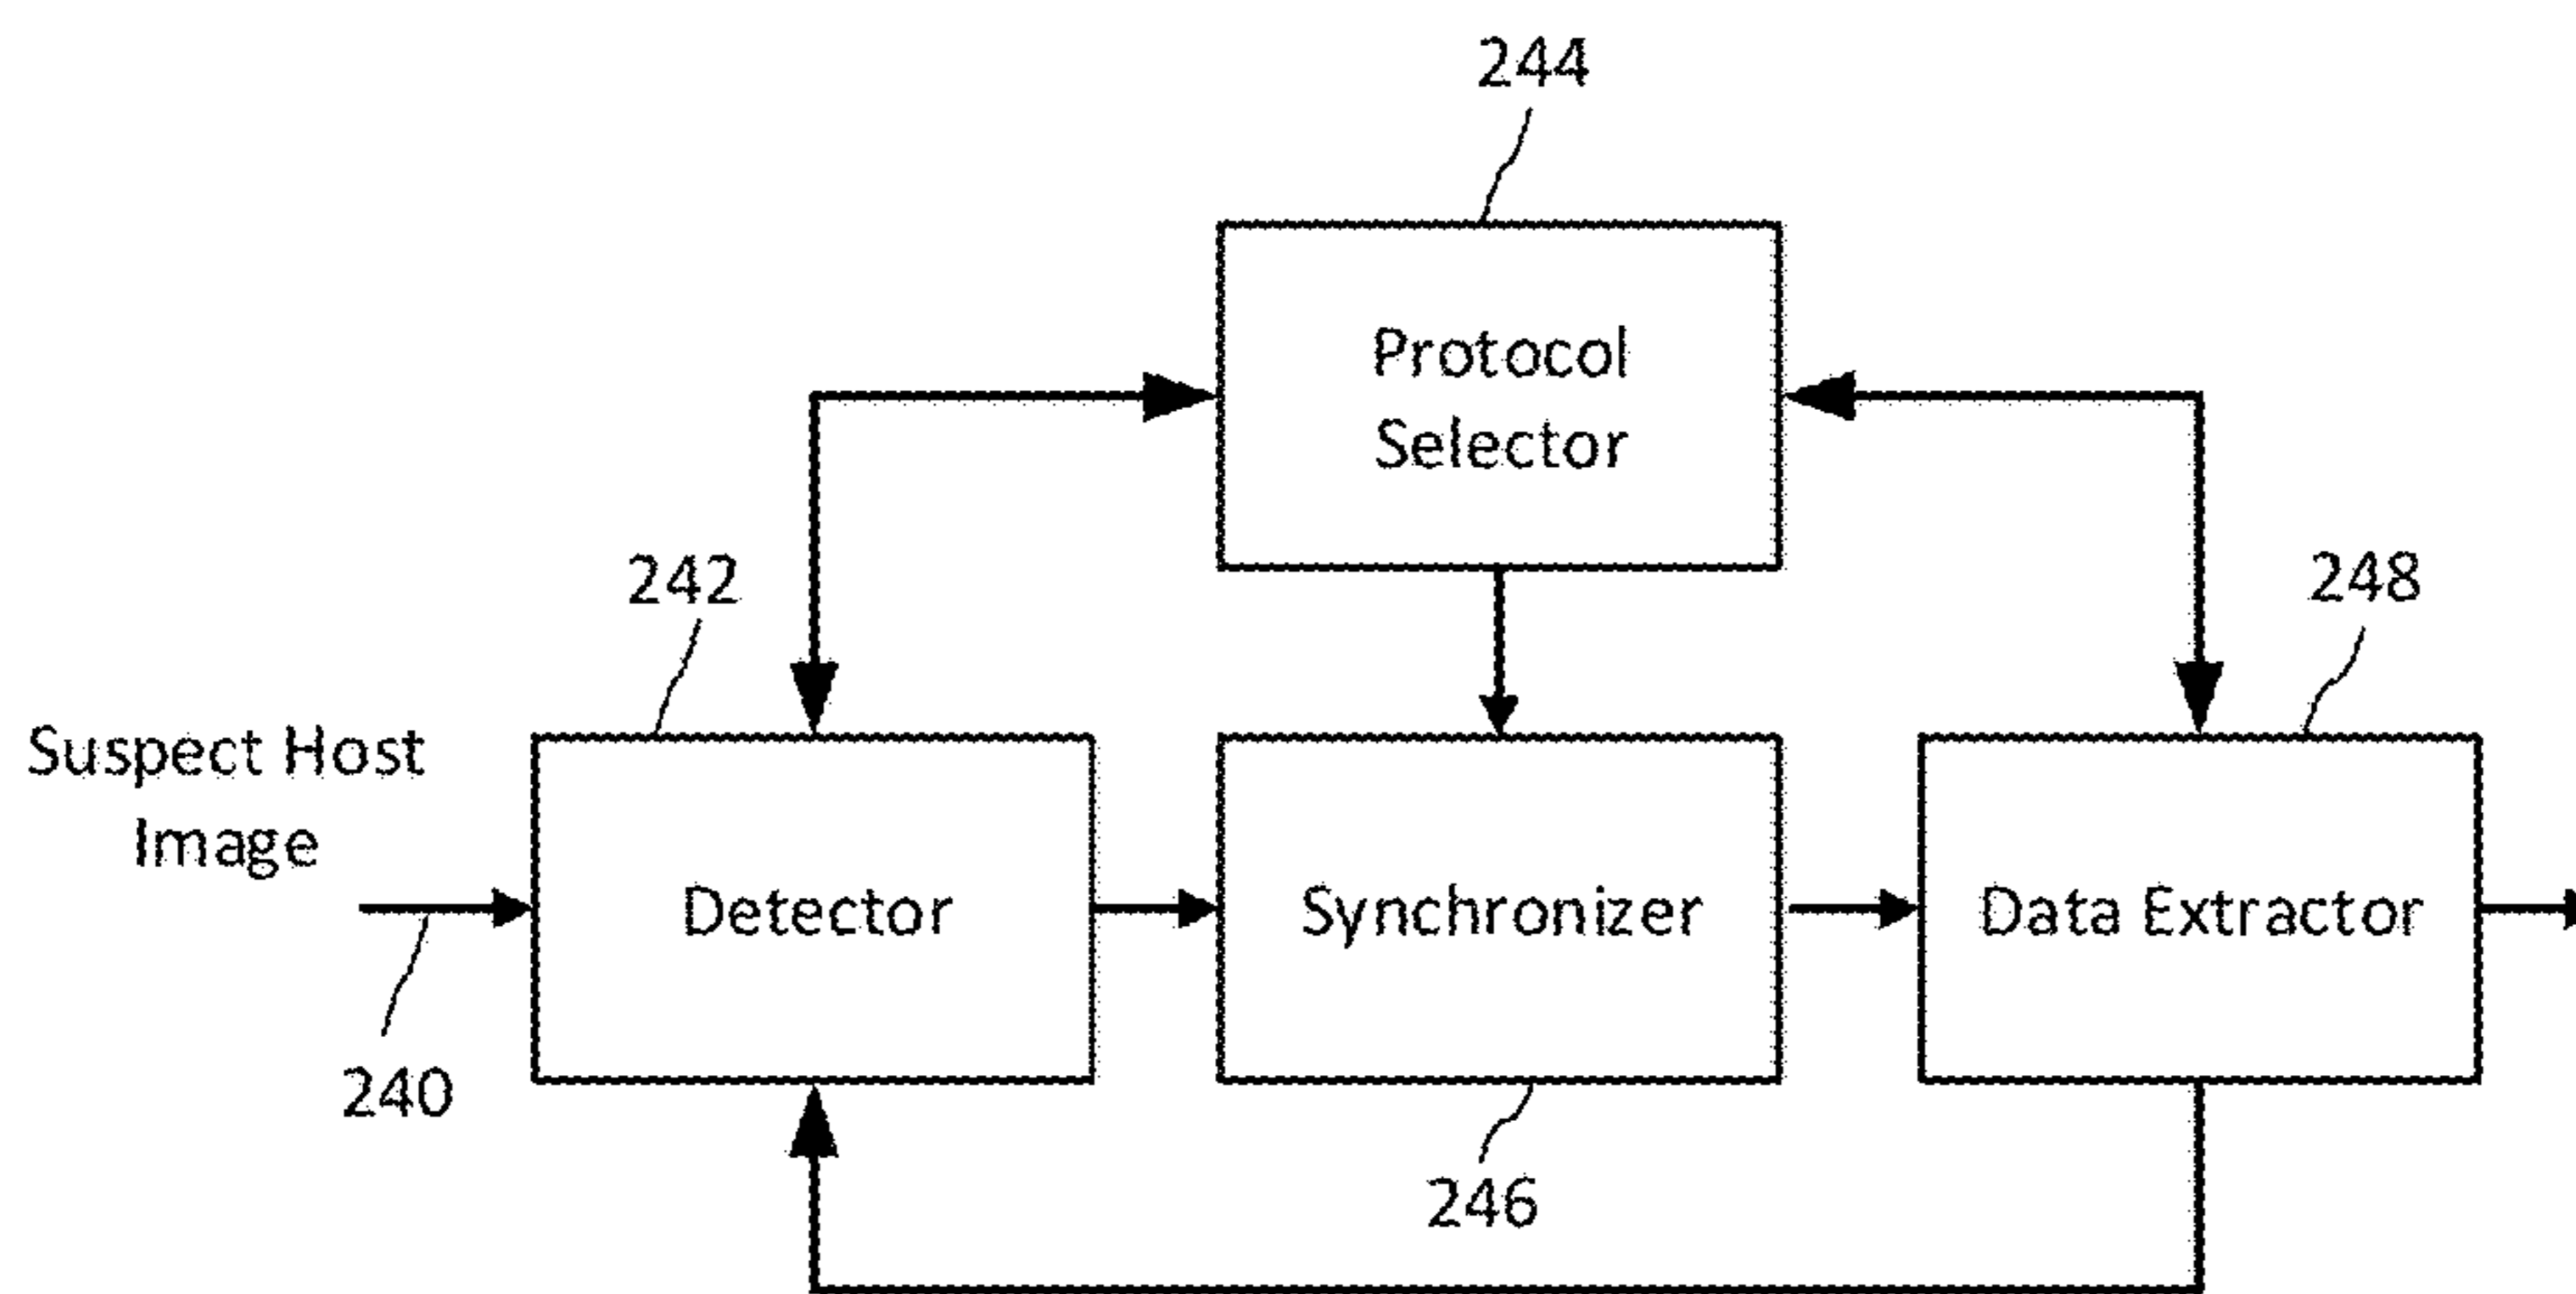 244
Protocol
Selector
242
248
Suspect Host
Image
Detector
Synchronizer
Data Extractor
240
246